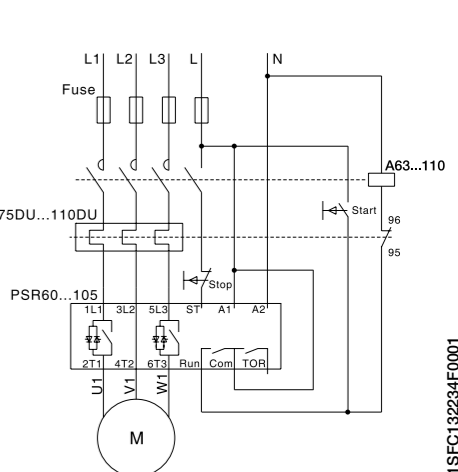 L1 L2 L3 L N
Fuse
A63...110
Start
96
75DU...110DU
95
Stop
PSR60...105
1L1 3L2 5L3 ST A1 A2
2T1 4T2 6T3 Run Com TOR
U1 V1 W1
M
1SFC132234F0001